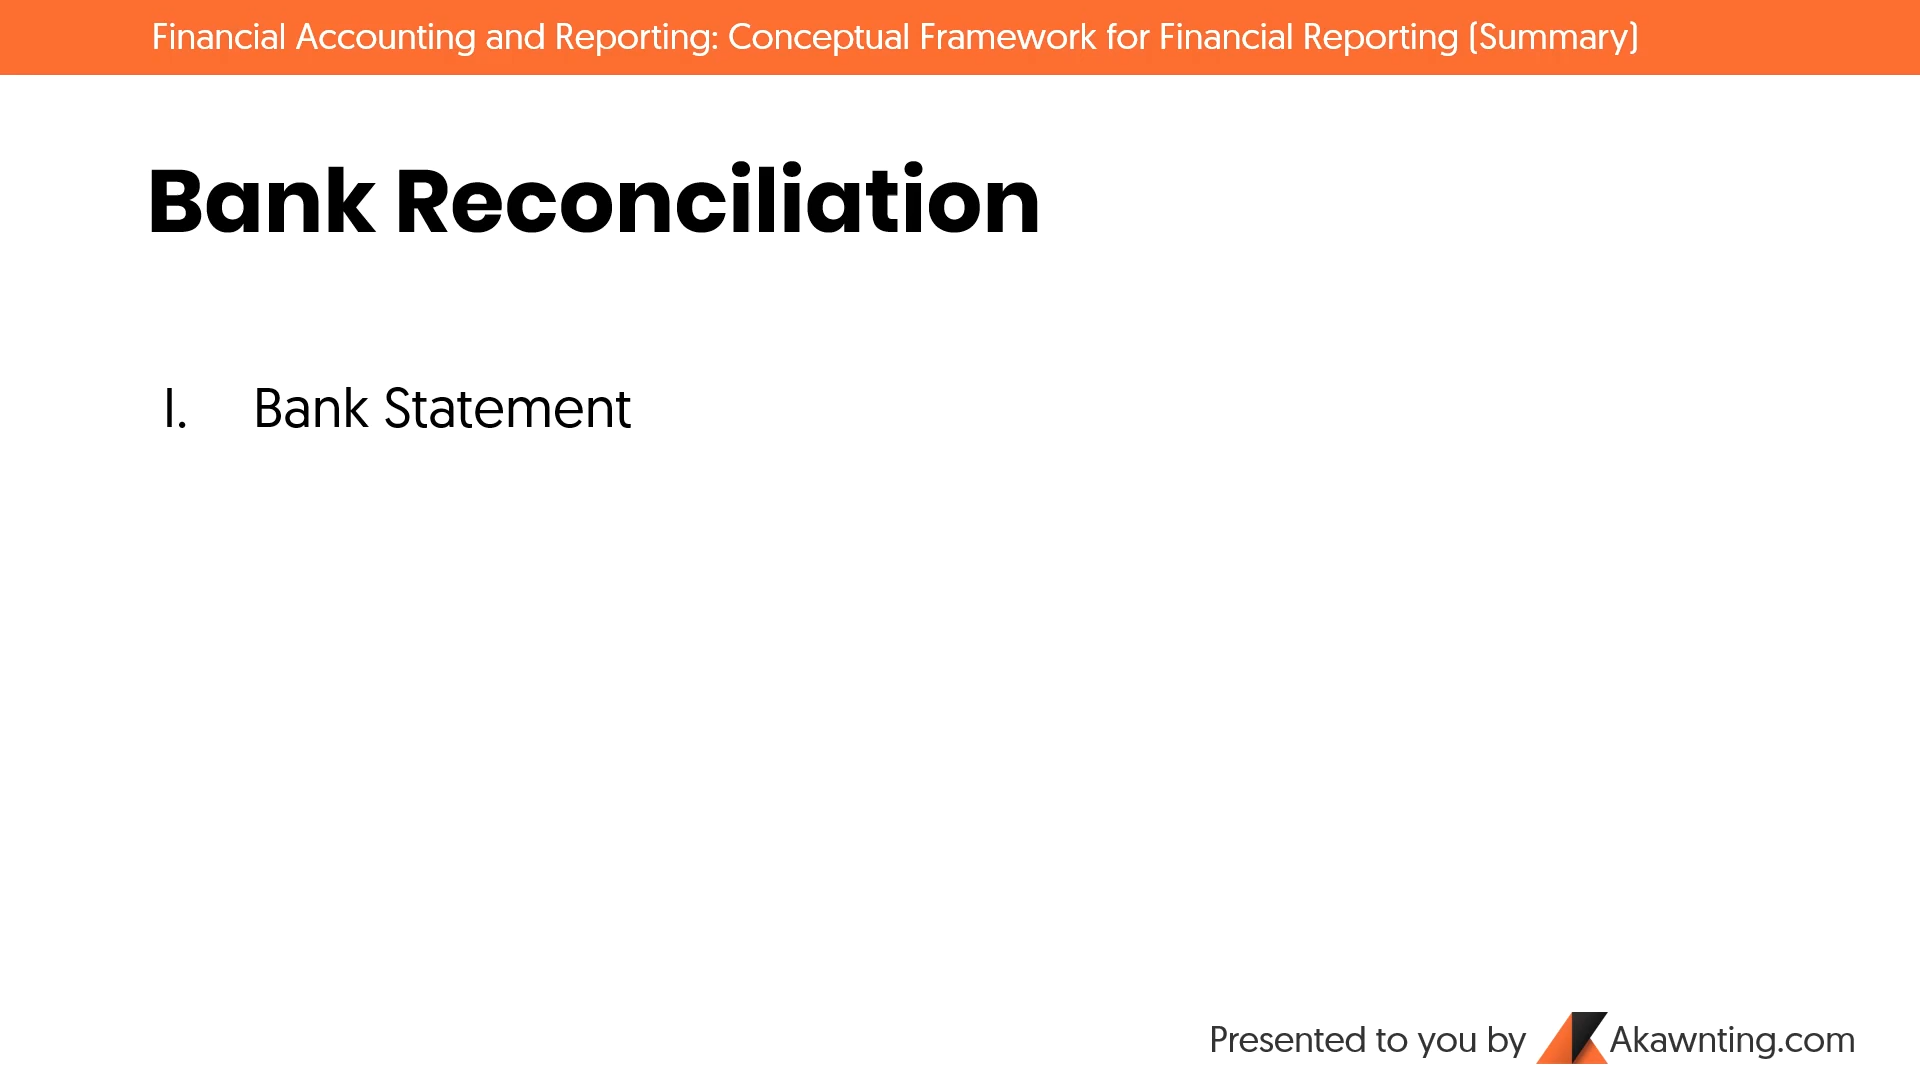 Financial Accounting and Reporting: Conceptual Framework for Financial Reporting (Summary)
Bank Reconciliation
I. Bank Statement
Presented to you by Akawnting.com